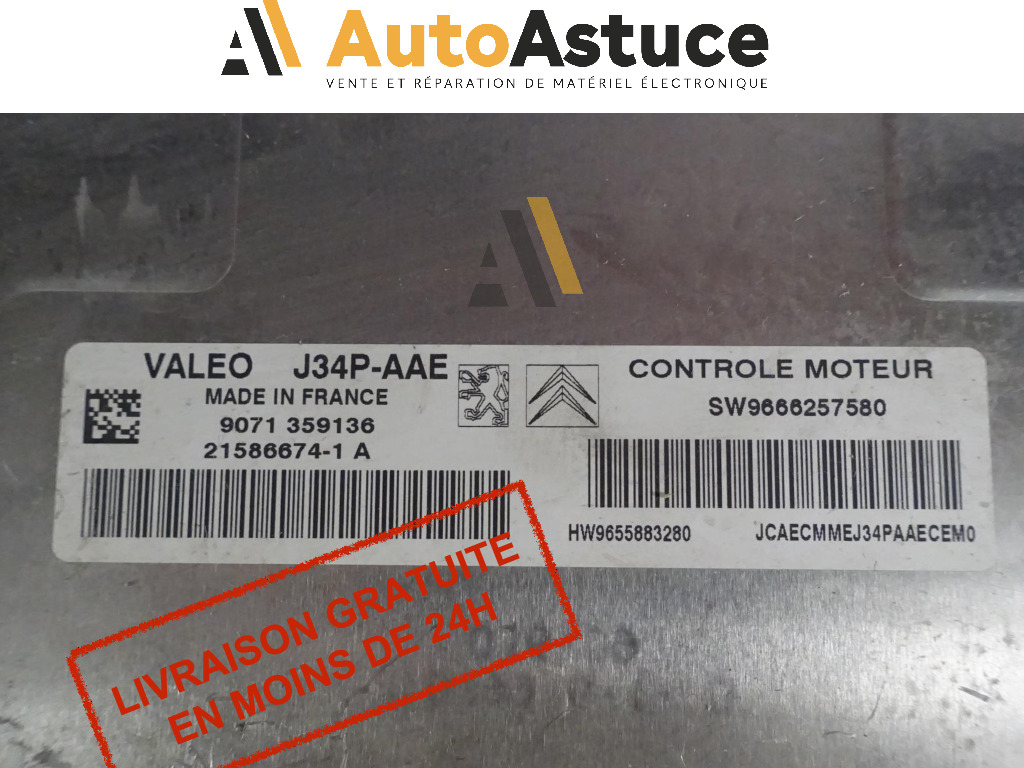 AutoAstuce
VENTE ET RÉPARATION DE MATÉRIEL ÉLECTRONIQUE
VALEO J34P-AAE
MADE IN FRANCE
9071 359136
21586674-1 A
CONTROLE MOTEUR
SW9666257580
HW9655883280 JCAECMMEJ34PAAECEM0
LIVRAISON GRATUITE
EN MOINS DE 24H